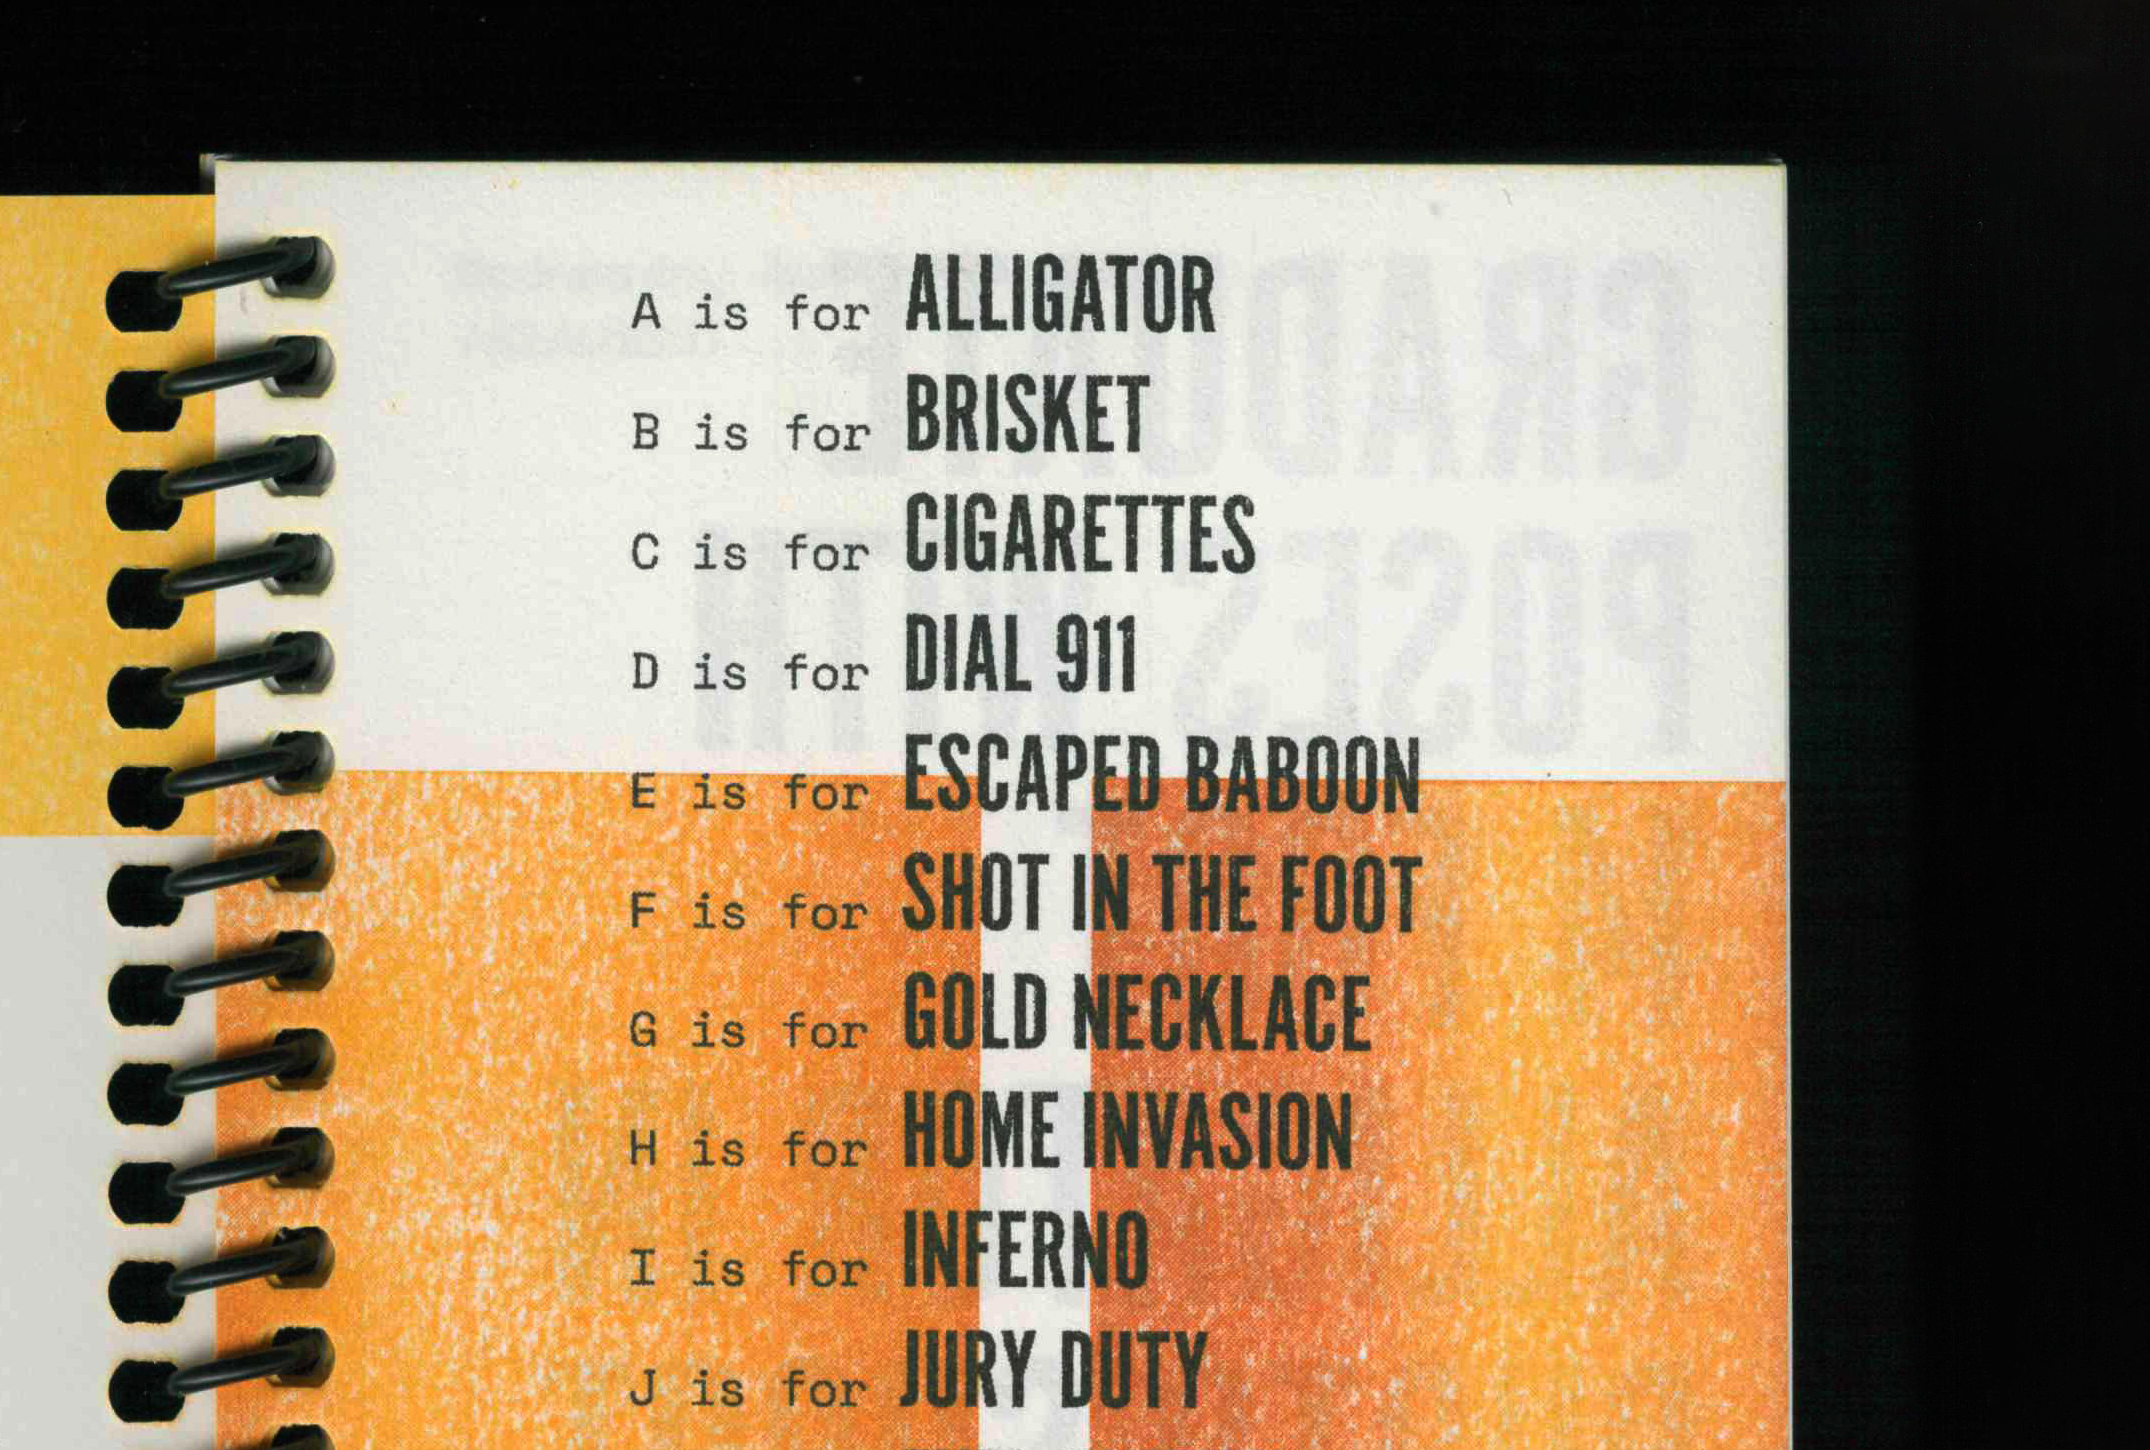 A is for ALLIGATOR
B is for BRISKET
C is for CIGARETTES
D is for DIAL 911
E is for ESCAPED BABOON
F is for SHOT IN THE FOOT
G is for GOLD NECKLACE
H is for HOME INVASION
I is for INFERNO
J is for JURY DUTY